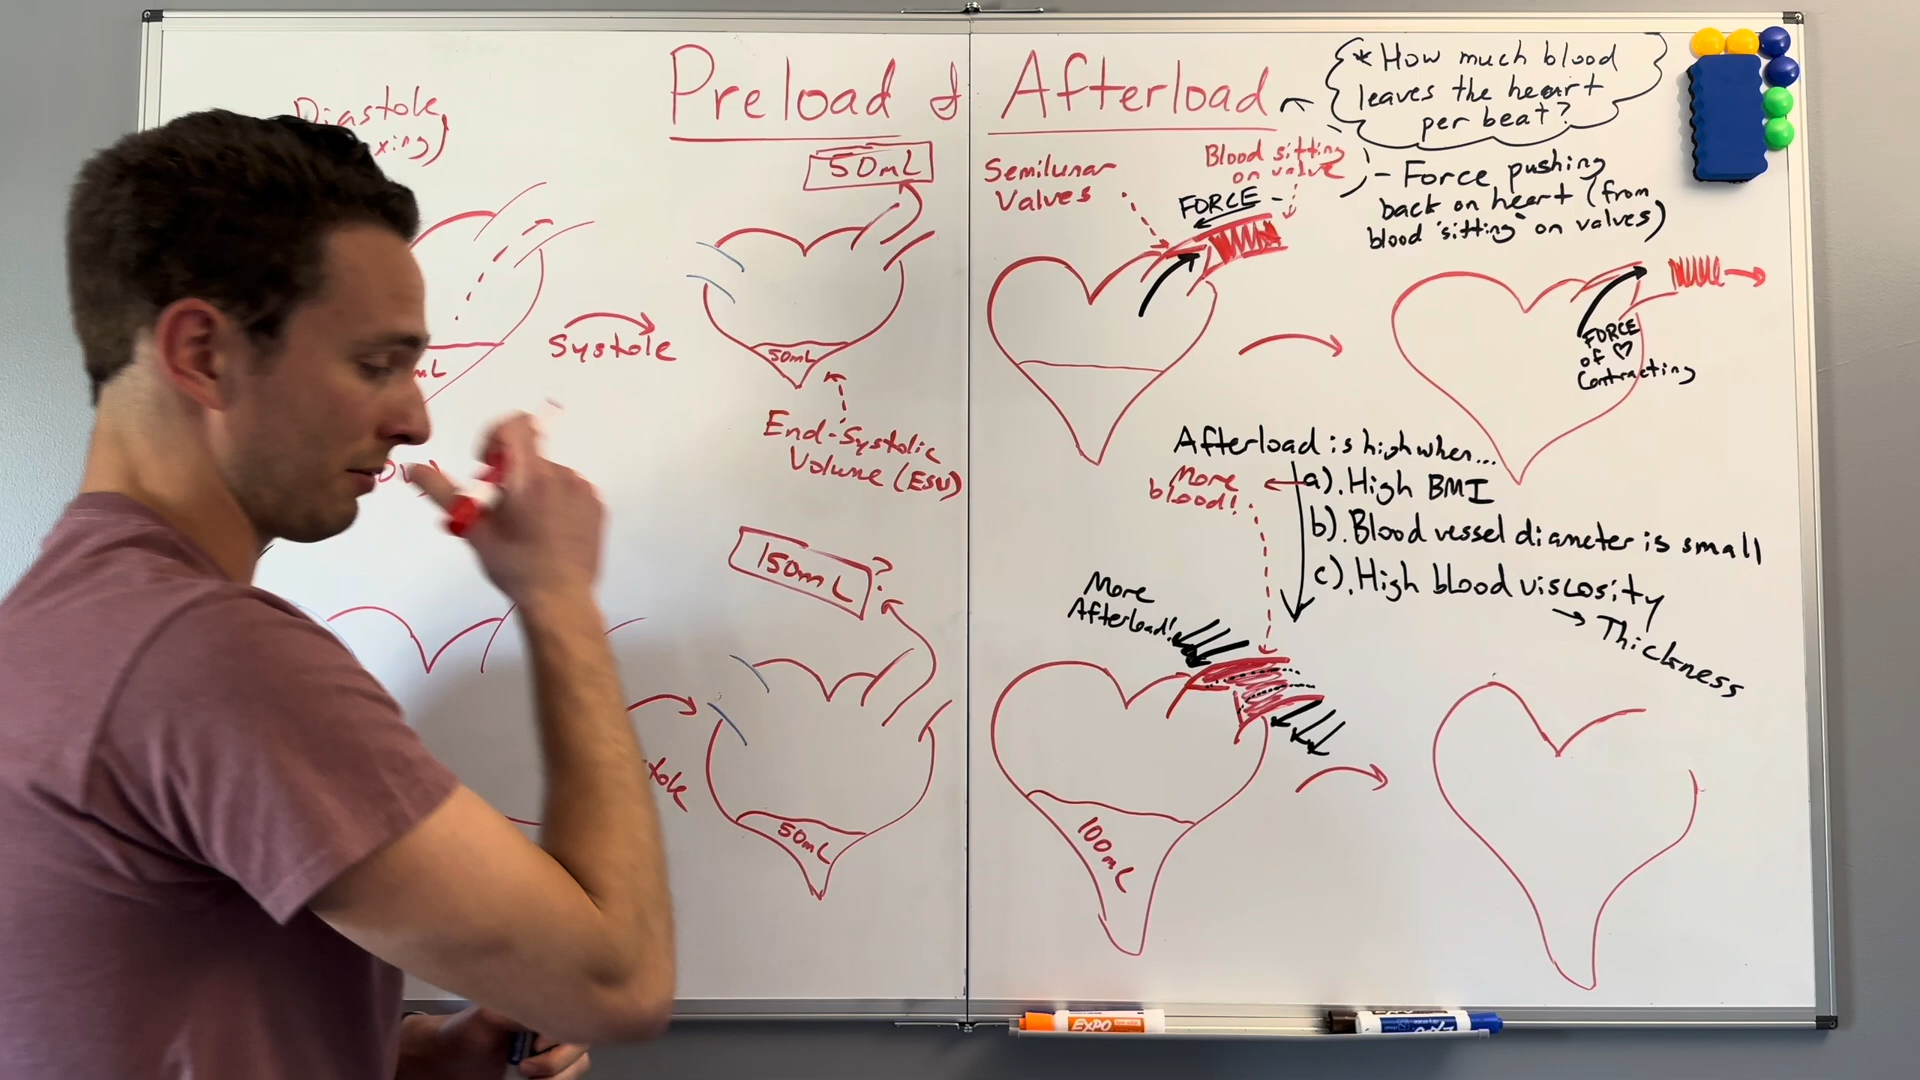 Preload & Afterload
Diastole
50mL
Systole
50mL
End-Systolic
Volume (ESV)
150mL ?
50mL
* How much blood
leaves the heart
per beat?
Semilunar
Valves
Blood sitting
on valve
FORCE
- Force pushing
back on heart (from
blood "sitting" on valves)
FORCE
of ♡
Contracting
Afterload is high when...
More
blood!
a). High BMI
b). Blood vessel diameter is small
c). High blood viscosity
→ Thickness
More
Afterload!
100mL
EXPO
EXPO